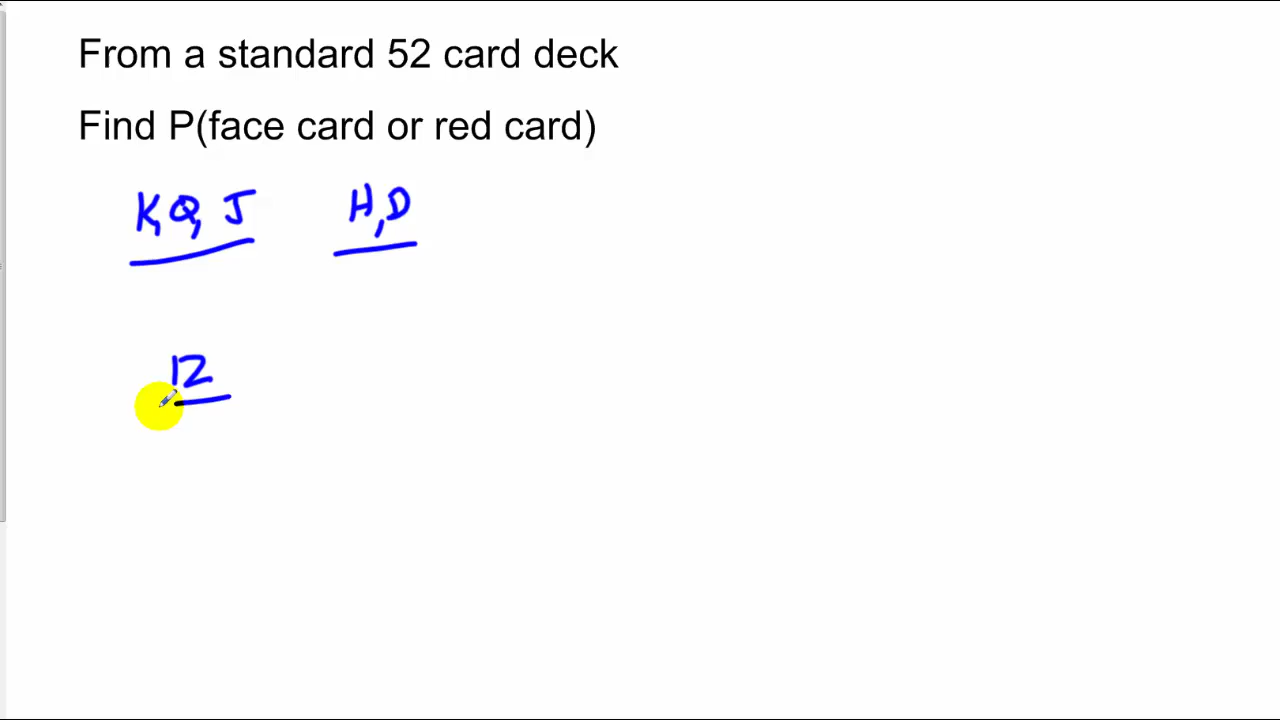 From a standard 52 card deck
Find P(face card or red card)
K, Q, J H, D
12